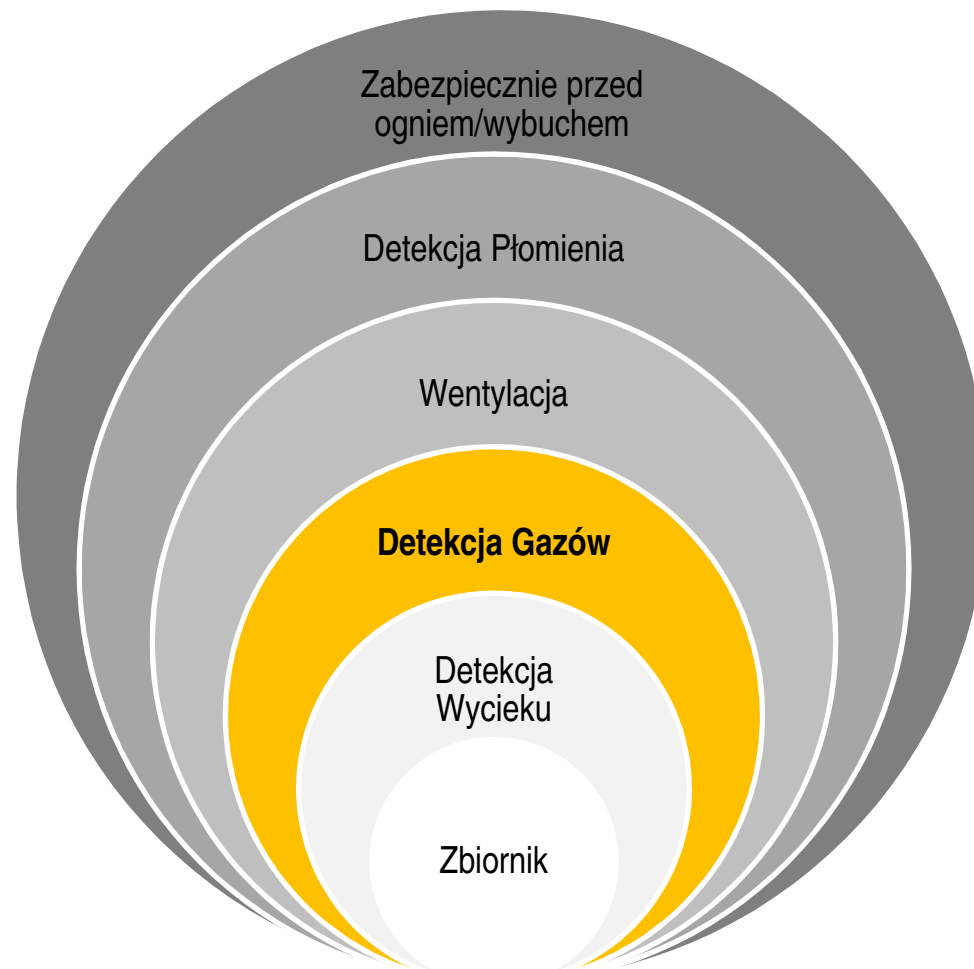 Zabezpiecznie przed
ogniem/wybuchem
Detekcja Płomienia
Wentylacja
Detekcja Gazów
Detekcja
Wycieku
Zbiornik